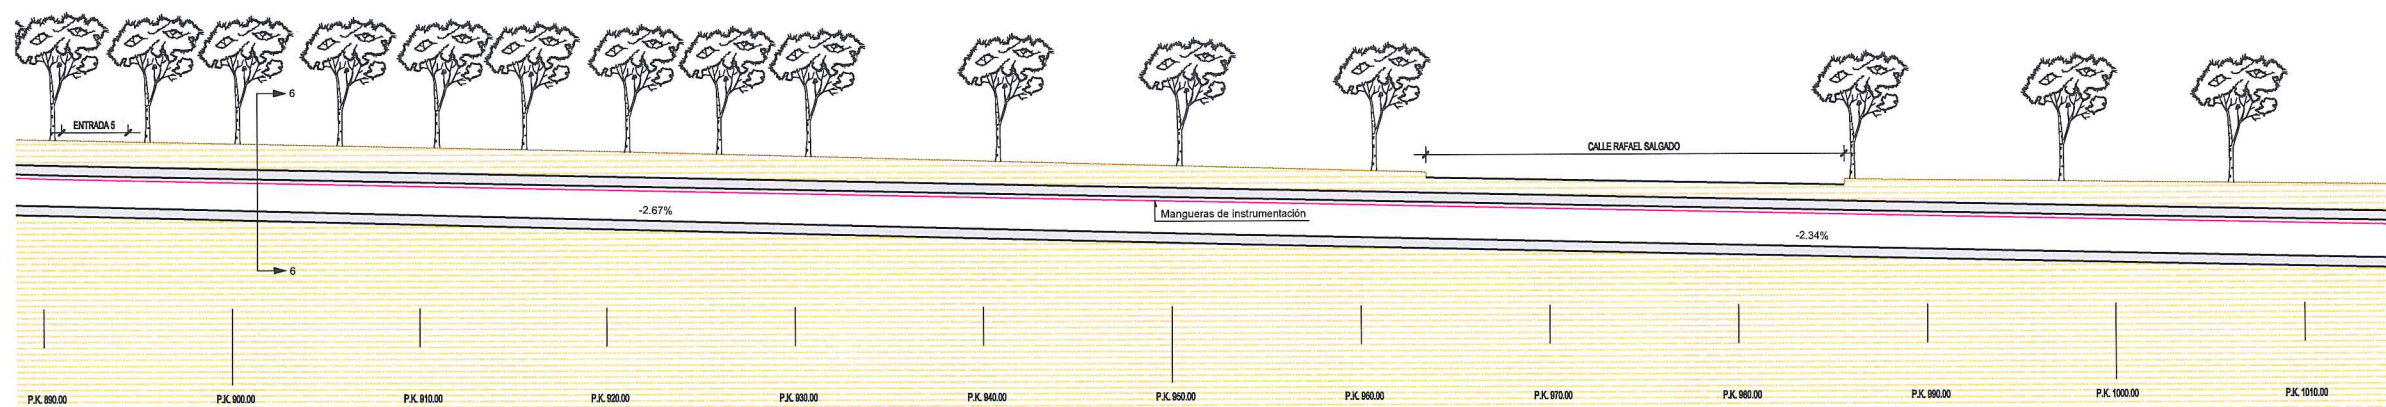 6
ENTRADA 5
CALLE RAFAEL SALGADO
-2.67%
Mangueras de instrumentación
-2.34%
6
P.K. 890.00
P.K. 900.00
P.K. 910.00
P.K. 920.00
P.K. 930.00
P.K. 940.00
P.K. 950.00
P.K. 960.00
P.K. 970.00
P.K. 980.00
P.K. 990.00
P.K. 1000.00
P.K. 1010.00